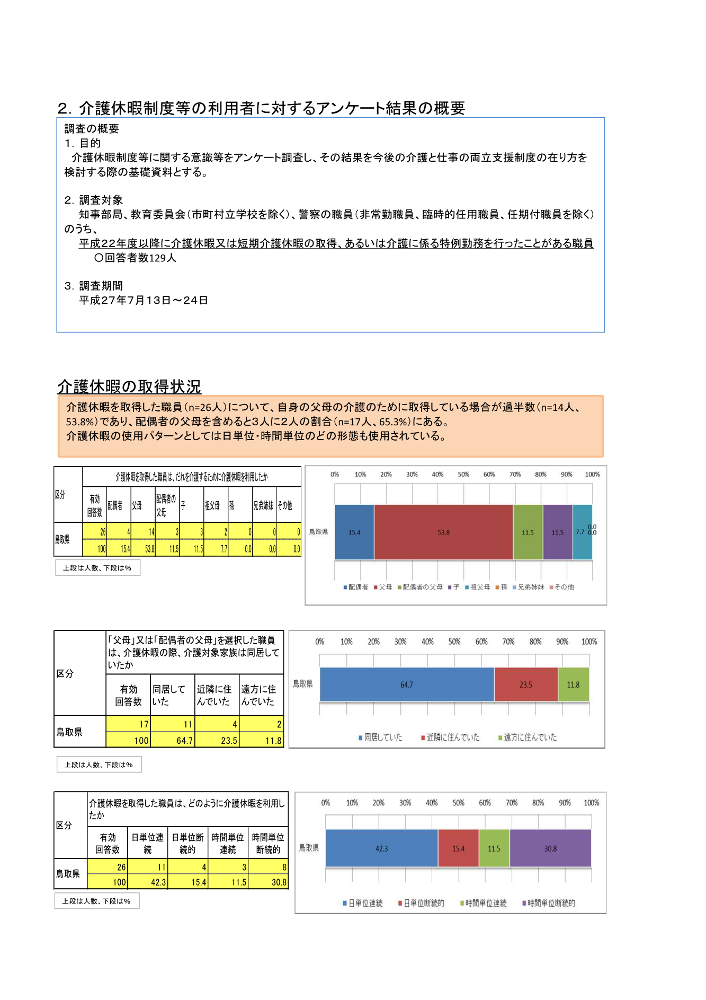 2. 介護休暇制度等の利用者に対するアンケート結果の概要
調査の概要
1. 目的
介護休暇制度等に関する意識等をアンケート調査し、その結果を今後の介護と仕事の両立支援制度の在り方を
検討する際の基礎資料とする。
2. 調査対象
知事部局、教育委員会（市町村立学校を除く）、警察の職員（非常勤職員、臨時的任用職員、任期付職員を除く）
のうち、
平成22年度以降に介護休暇又は短期介護休暇の取得、あるいは介護に係る特例勤務を行ったことがある職員
○回答者数129人
3. 調査期間
平成27年7月13日～24日
介護休暇の取得状況
介護休暇を取得した職員（n=26人）について、自身の父母の介護のために取得している場合が過半数（n=14人、
53.8%）であり、配偶者の父母を含めると3人に2人の割合（n=17人、65.3%）にある。
介護休暇の使用パターンとしては日単位・時間単位のどの形態も使用されている。
区分
介護休暇を取得した職員は、だれを介護するために介護休暇を利用したか
有効 配偶者の
回答数 配偶者 父母 父母 子 祖父母 孫 兄弟姉妹 その他
鳥取県
26 4 14 3 3 2 0 0 0
100 15.4 53.8 11.5 11.5 7.7 0.0 0.0 0.0
上段は人数、下段は%
0% 10% 20% 30% 40% 50% 60% 70% 80% 90% 100%
鳥取県 15.4 53.8 11.5 11.5 7.7 0.0
0.0
配偶者 父母 配偶者の父母 子 祖父母 孫 兄弟姉妹 その他
区分
「父母」又は「配偶者の父母」を選択した職員
は、介護休暇の際、介護対象家族は同居して
いたか
有効 同居して 近隣に住 遠方に住
回答数 いた んでいた んでいた
鳥取県
17 11 4 2
100 64.7 23.5 11.8
上段は人数、下段は%
0% 10% 20% 30% 40% 50% 60% 70% 80% 90% 100%
鳥取県 64.7 23.5 11.8
同居していた 近隣に住んでいた 遠方に住んでいた
区分
介護休暇を取得した職員は、どのように介護休暇を利用し
たか
有効 日単位連 日単位断 時間単位 時間単位
回答数 続 続的 連続 断続的
鳥取県
26 11 4 3 8
100 42.3 15.4 11.5 30.8
上段は人数、下段は%
0% 10% 20% 30% 40% 50% 60% 70% 80% 90% 100%
鳥取県 42.3 15.4 11.5 30.8
日単位連続 日単位断続的 時間単位連続 時間単位断続的